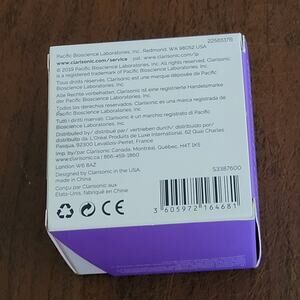 Pacific Bioscience Laboratories, Inc., Redmond, WA 98052 USA
22583378
www.clarisonic.com/service pat.: www.clarisonic.com/ip
© 2019 Pacific Bioscience Laboratories, Inc. All rights reserved. Clarisonic
is a registered trademark of Pacific Bioscience Laboratories, Inc.
Tous droits réservés. Clarisonic est une marque déposée de Pacific
Bioscience Laboratories, Inc.
Alle Rechte vorbehalten. Clarisonic ist eine registrierte Handelsmarke
der Pacific Bioscience Laboratories, Inc.
Todos los derechos reservados. Clarisonic es una marca registrada de
Pacific Bioscience Laboratories, Inc.
Tutti i diritti riservati. Clarisonic è un marchio registrato di Pacific
Bioscience Laboratories, Inc.
Distributed by/ distribué par/ vertrieben durch/ distribuido por/
distribuito da: L'Oréal Produits de Luxe International, 62 Quai Charles
Pasqua, 92300 Levallois-Perret, France.
Imp. by/par Clarisonic Canada, Montréal, Québec, H4T 1K5
www.clarisonic.ca | 866-459-1860
London W6 8AZ
53387600
Designed by Clarisonic in the USA,
made in China.
Conçu par Clarisonic aux
États-Unis, fabriqué en Chine.
3 605972 164681